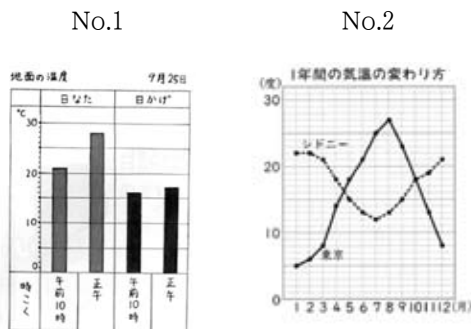 No.1
No.2
地面の温度 9月25日
日なた 日かげ
℃
30
20
10
0
時こく
午前10時
正午
午前10時
正午
1年間の気温の変わり方
(度)
30
シドニー
20
10
東京
0
1 2 3 4 5 6 7 8 9 10 11 12 (月)